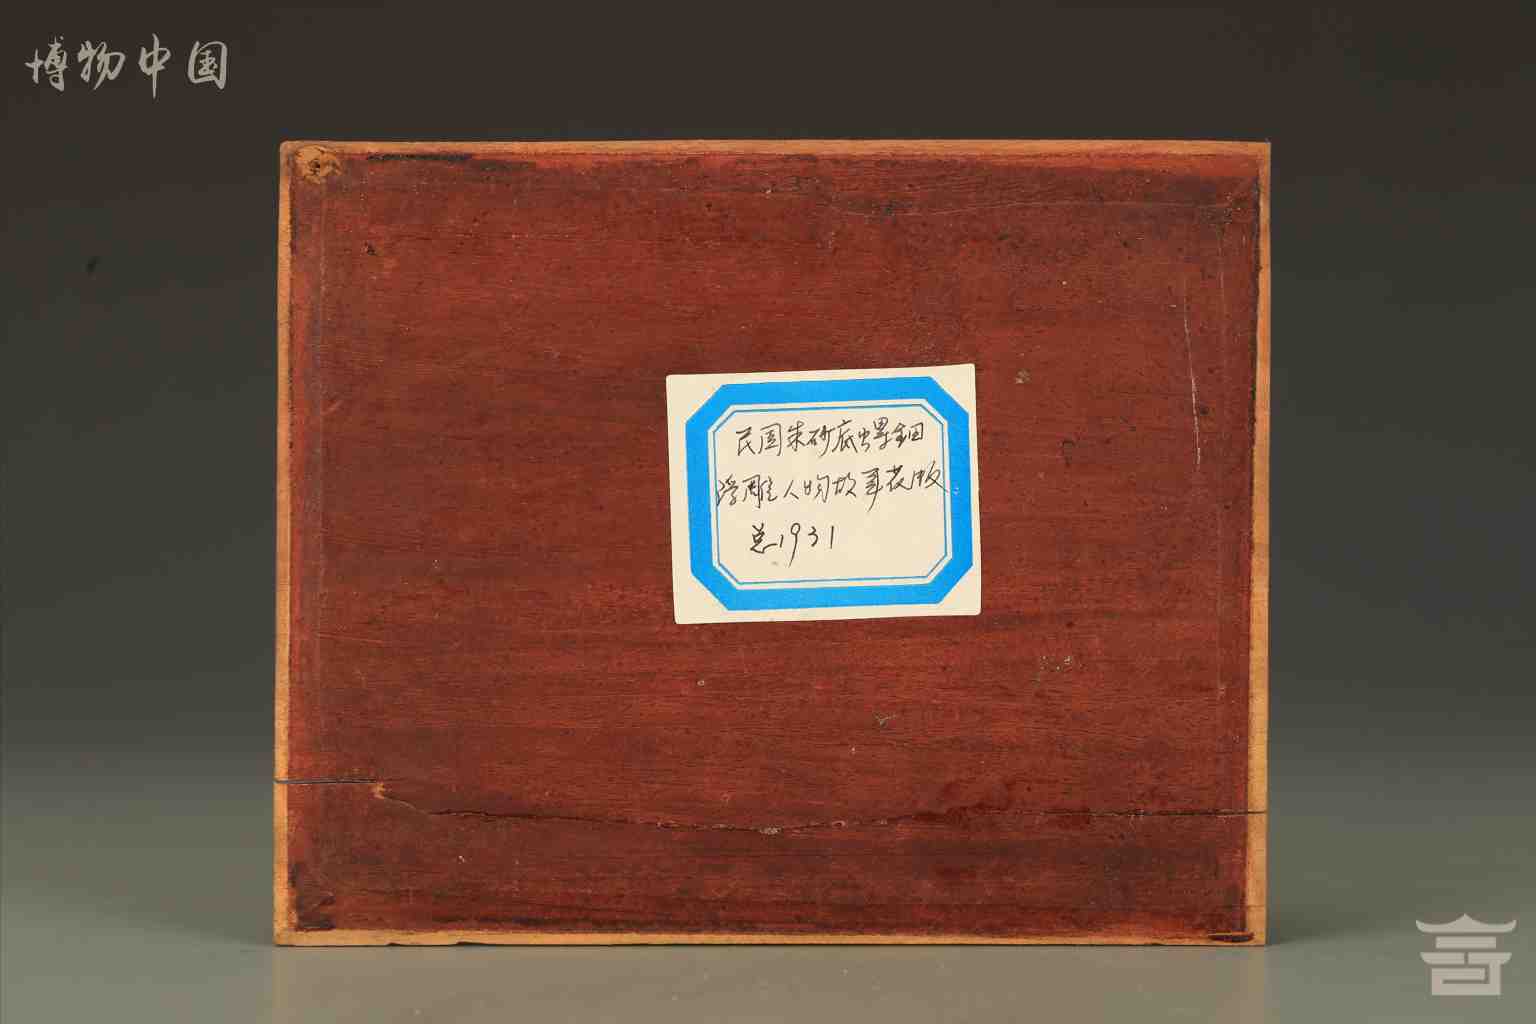 博物中国
民国朱砂底螺钿
浮雕人物故事花板
总1931